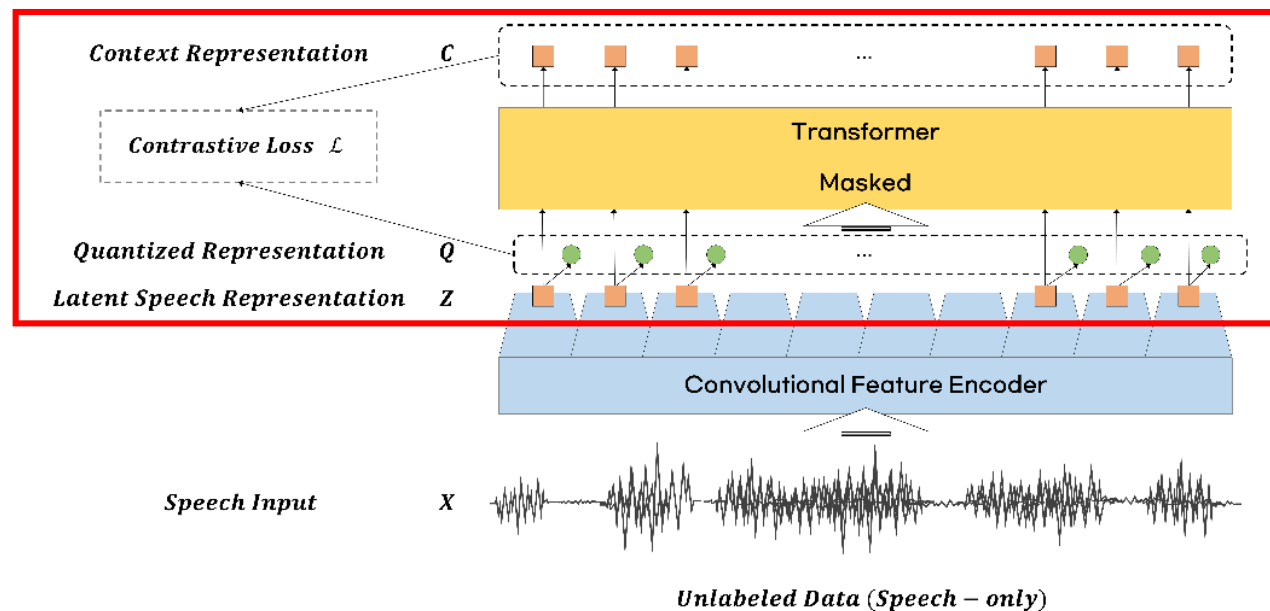 Context Representation C
...
Transformer
Contrastive Loss ℒ
Masked
Quantized Representation Q
...
Latent Speech Representation Z
Convolutional Feature Encoder
Speech Input X
Unlabeled Data (Speech − only)